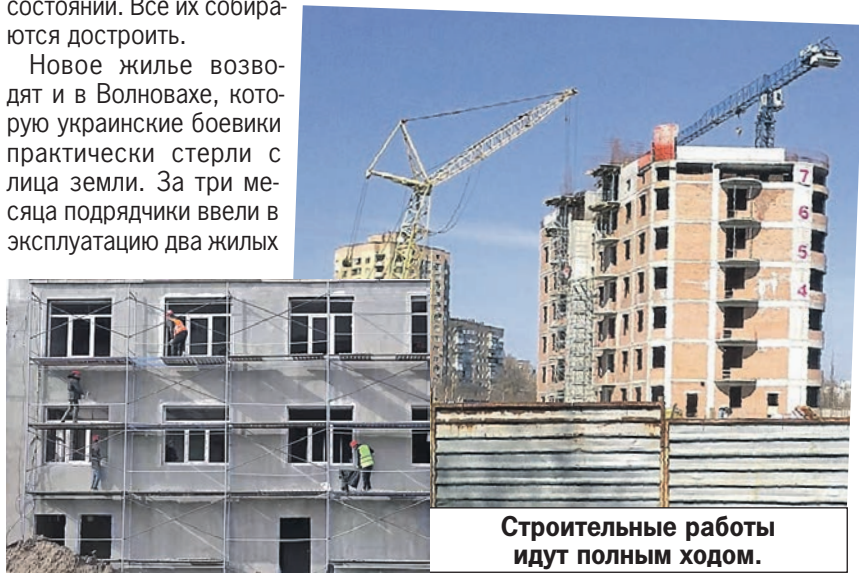 состоянии. Все их собира-
ются достроить.
Новое жилье возво-
дят и в Волновахе, кото-
рую украинские боевики
практически стерли с
лица земли. За три ме-
сяца подрядчики ввели в
эксплуатацию два жилых
7
6
5
4
Строительные работы
идут полным ходом.